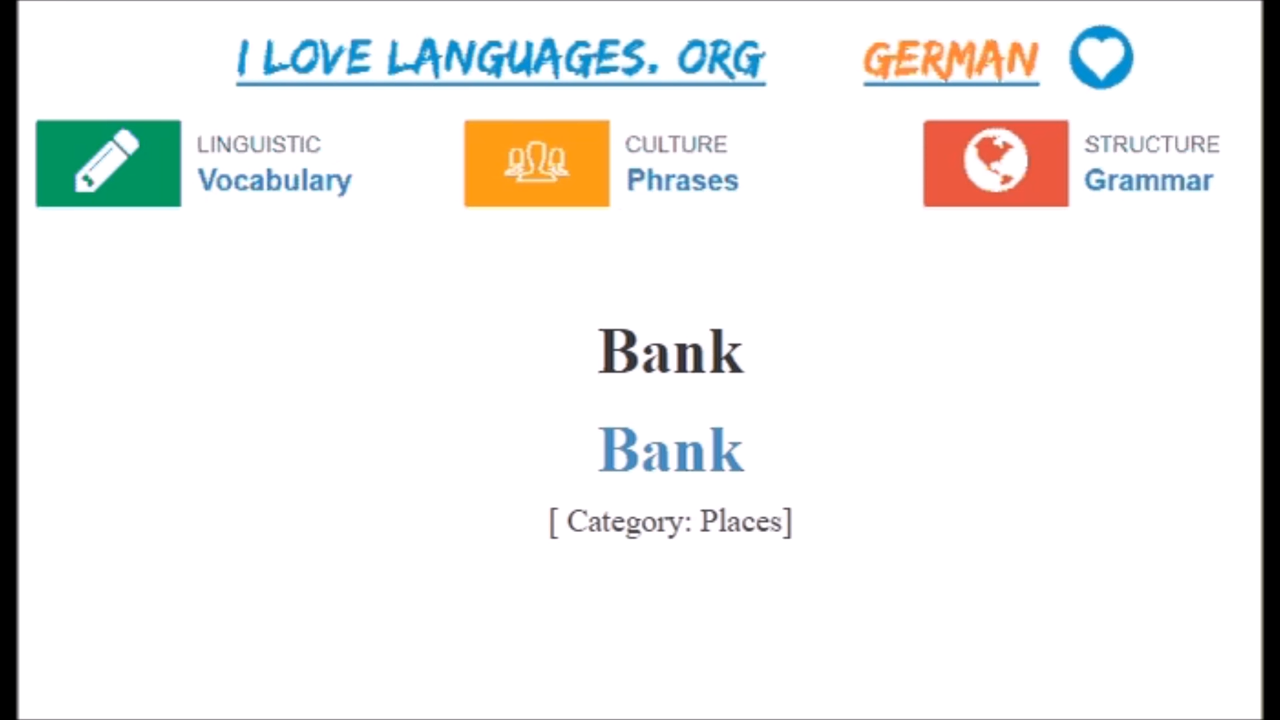 I LOVE LANGUAGES. ORG GERMAN
LINGUISTIC CULTURE STRUCTURE
Vocabulary Phrases Grammar
Bank
Bank
[ Category: Places]